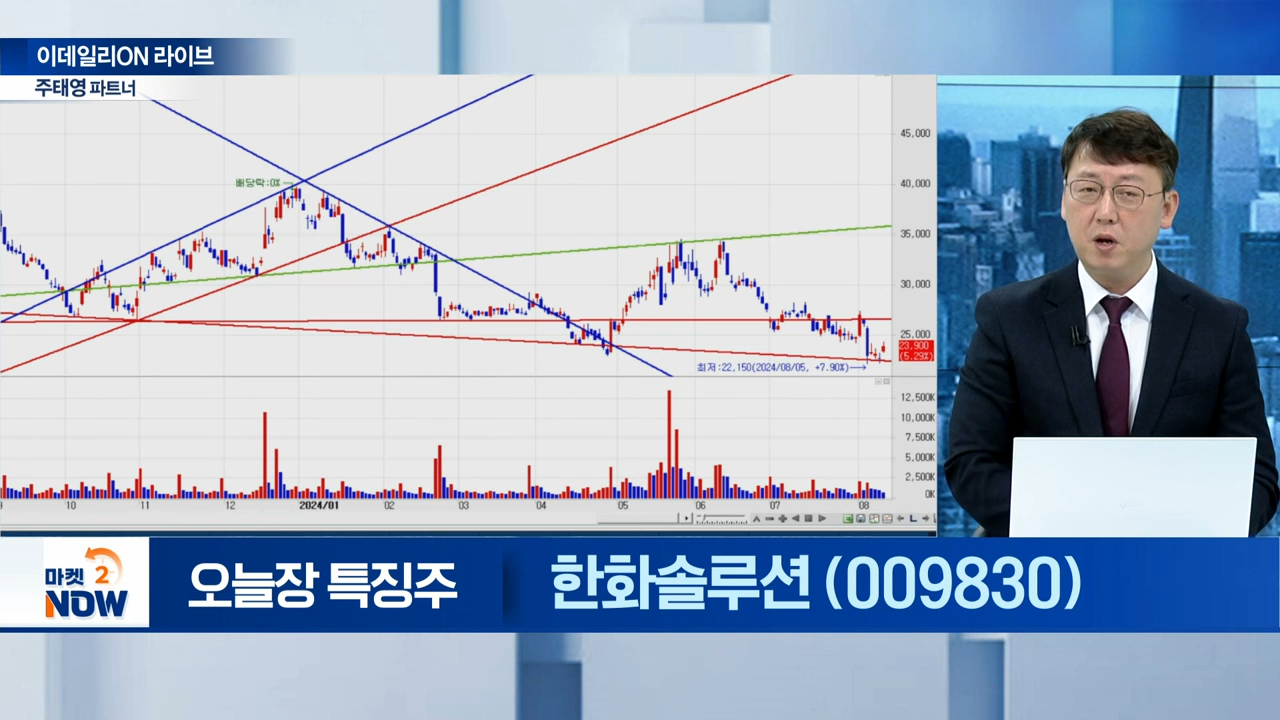 이데일리ON 라이브
주태영 파트너
배당락:0%
45,000
40,000
35,000
30,000
25,000
23,900
(5.29%)
최저:22,150(2024/08/05, +7.90%)
12,500K
10,000K
7,500K
5,000K
2,500K
0K
10 11 12 2024/01 02 03 04 05 06 07 08
마켓 2
NOW
오늘장 특징주
한화솔루션 (009830)